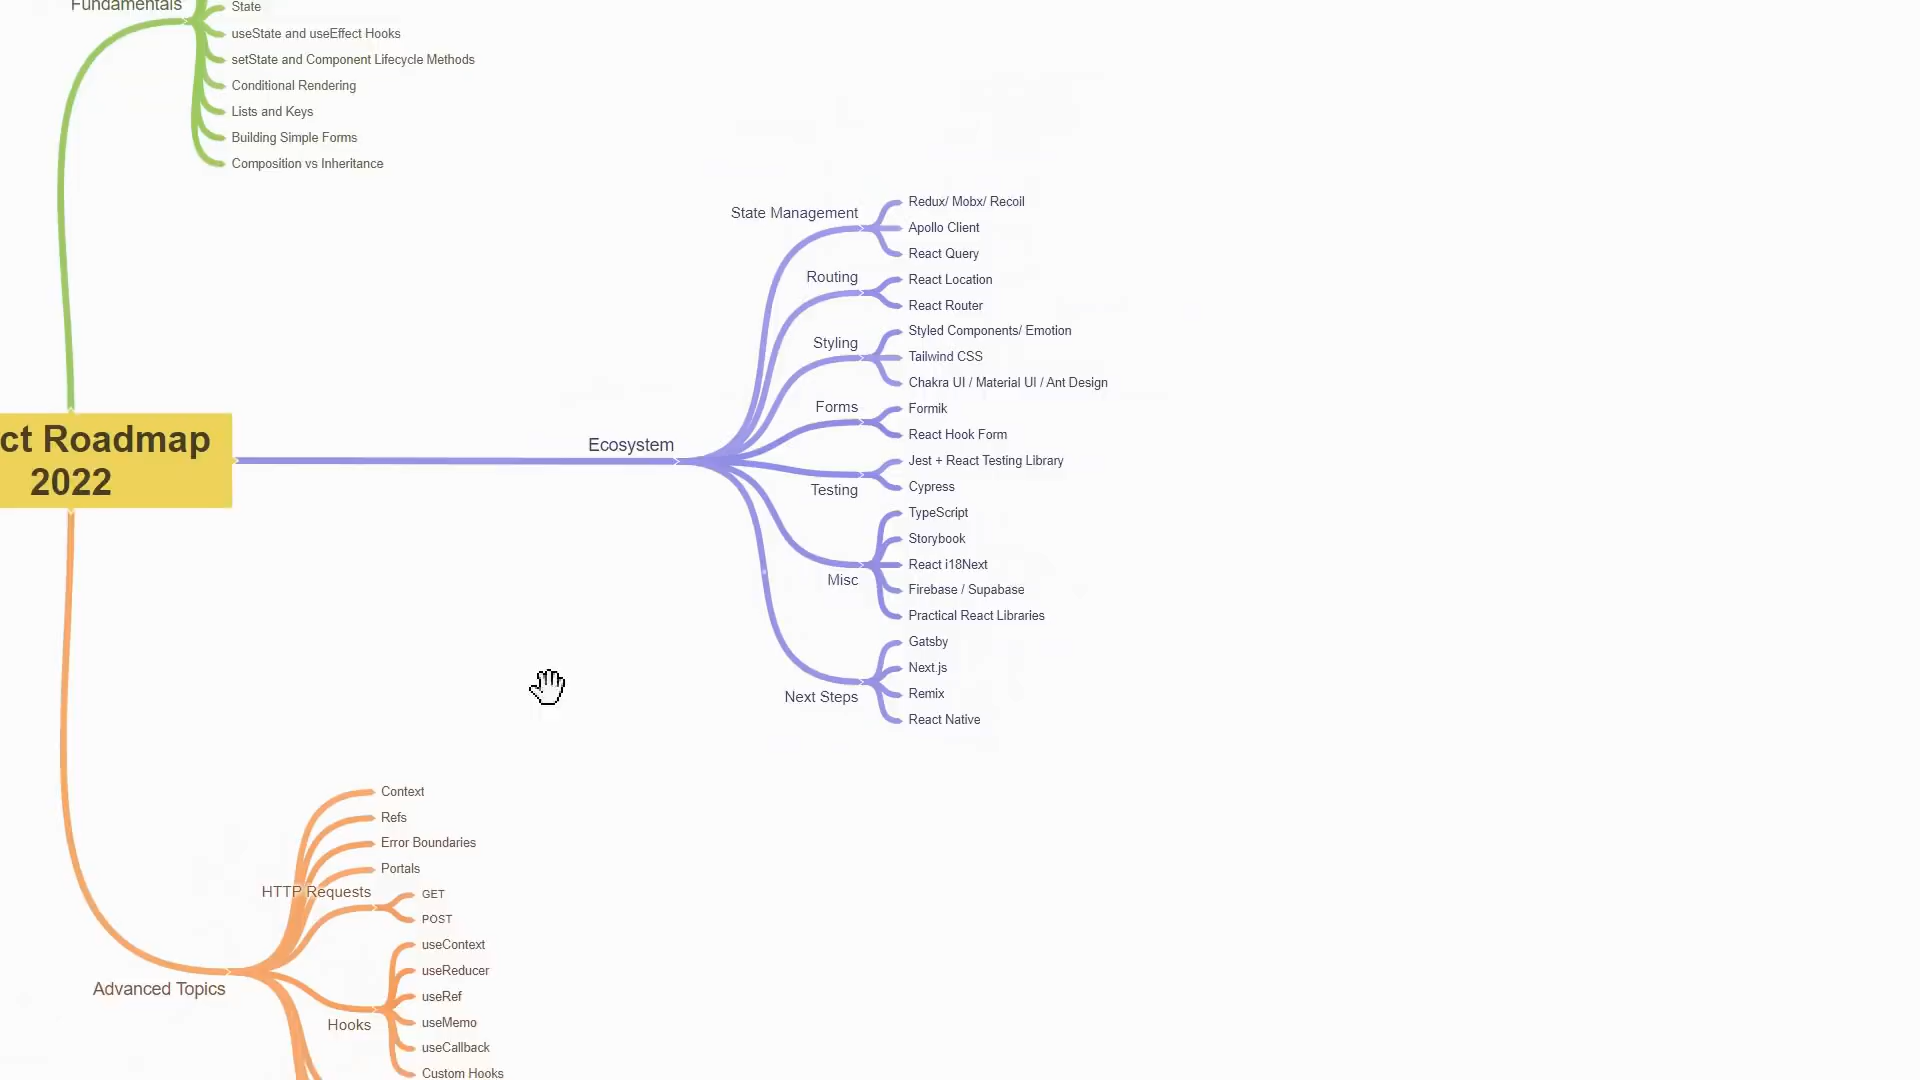 Fundamentals
State
useState and useEffect Hooks
setState and Component Lifecycle Methods
Conditional Rendering
Lists and Keys
Building Simple Forms
Composition vs Inheritance
ct Roadmap
2022
Ecosystem
State Management
Redux/ Mobx/ Recoil
Apollo Client
React Query
Routing
React Location
React Router
Styling
Styled Components/ Emotion
Tailwind CSS
Chakra UI / Material UI / Ant Design
Forms
Formik
React Hook Form
Testing
Jest + React Testing Library
Cypress
Misc
TypeScript
Storybook
React i18Next
Firebase / Supabase
Practical React Libraries
Next Steps
Gatsby
Next.js
Remix
React Native
Advanced Topics
Context
Refs
Error Boundaries
Portals
HTTP Requests
GET
POST
Hooks
useContext
useReducer
useRef
useMemo
useCallback
Custom Hooks